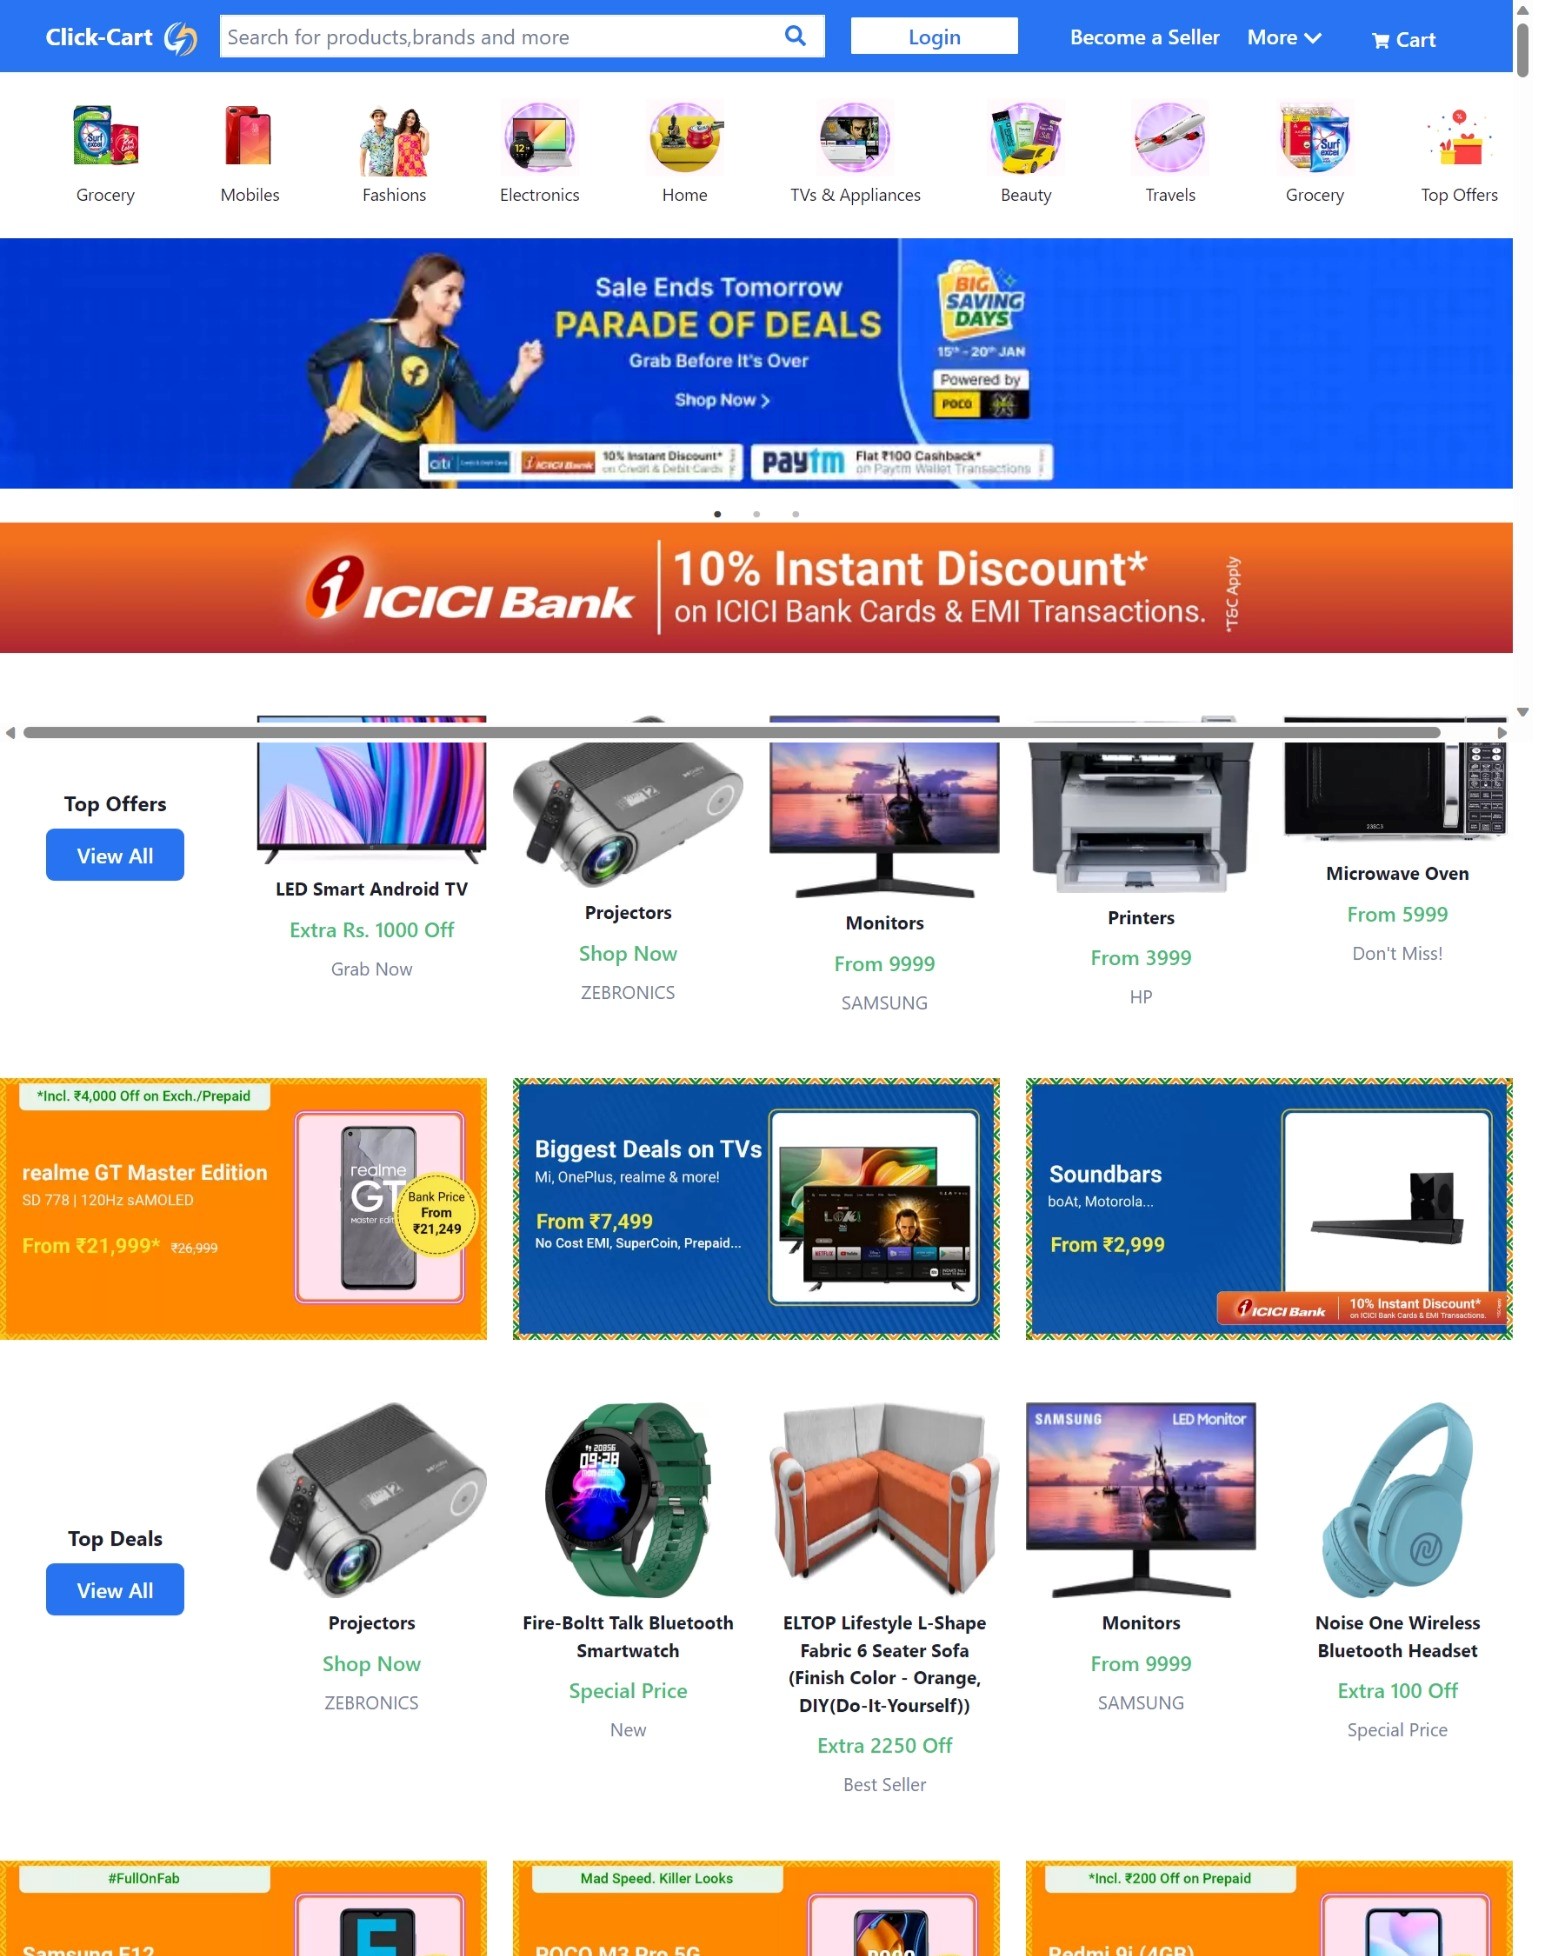 Click-Cart
Search for products,brands and more
Login
Become a Seller
More
Cart
Grocery
Mobiles
Fashions
Electronics
Home
TVs & Appliances
Beauty
Travels
Grocery
Top Offers
Sale Ends Tomorrow
PARADE OF DEALS
Grab Before It's Over
Shop Now >
BIG
SAVING
DAYS
15th - 20th JAN
Powered by
POCO
citi
ICICI Bank
10% Instant Discount*
on Credit & Debit Cards
paytm
Flat ₹100 Cashback*
on Paytm Wallet Transactions
ICICI Bank
10% Instant Discount*
on ICICI Bank Cards & EMI Transactions.
*T&C Apply
Top Offers
View All
LED Smart Android TV
Extra Rs. 1000 Off
Grab Now
Projectors
Shop Now
ZEBRONICS
Monitors
From 9999
SAMSUNG
Printers
From 3999
HP
Microwave Oven
From 5999
Don't Miss!
*Incl. ₹4,000 Off on Exch./Prepaid
realme GT Master Edition
SD 778 | 120Hz sAMOLED
From ₹21,999* ₹26,999
realme
GT
Bank Price
From
₹21,249
Biggest Deals on TVs
Mi, OnePlus, realme & more!
From ₹7,499
No Cost EMI, SuperCoin, Prepaid...
Soundbars
boAt, Motorola...
From ₹2,999
ICICI Bank
10% Instant Discount*
on ICICI Bank Cards & EMI Transactions.
Top Deals
View All
Projectors
Shop Now
ZEBRONICS
09:28
Fire-Boltt Talk Bluetooth
Smartwatch
Special Price
New
ELTOP Lifestyle L-Shape
Fabric 6 Seater Sofa
(Finish Color - Orange,
DIY(Do-It-Yourself))
Extra 2250 Off
Best Seller
SAMSUNG
LED Monitor
Monitors
From 9999
SAMSUNG
Noise One Wireless
Bluetooth Headset
Extra 100 Off
Special Price
#FullOnFab
Samsung F12
Mad Speed. Killer Looks
POCO M3 Pro 5G
*Incl. ₹200 Off on Prepaid
Redmi 9i (4GB)